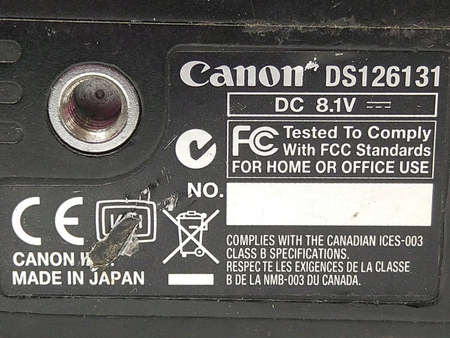 Canon DS126131
DC 8.1V
FC Tested To Comply
With FCC Standards
FOR HOME OR OFFICE USE
NO.
CE
CANON
MADE IN JAPAN
COMPLIES WITH THE CANADIAN ICES-003
CLASS B SPECIFICATIONS.
RESPECTE LES EXIGENCES DE LA CLASSE
B DE LA NMB-003 DU CANADA.